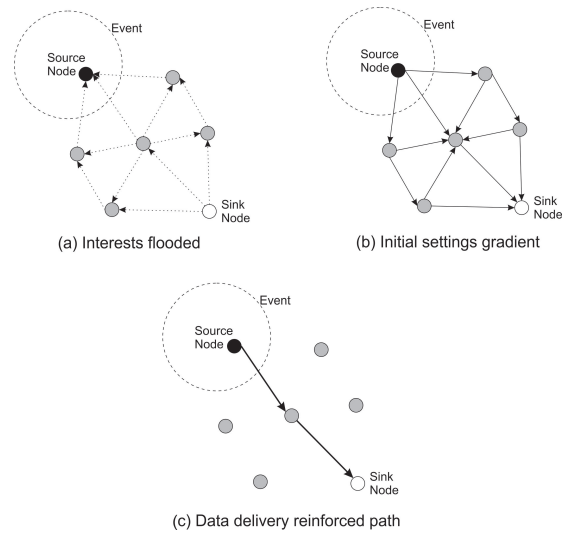 Event
Source
Node
Sink
Node
(a) Interests flooded
Event
Source
Node
Sink
Node
(b) Initial settings gradient
Event
Source
Node
Sink
Node
(c) Data delivery reinforced path